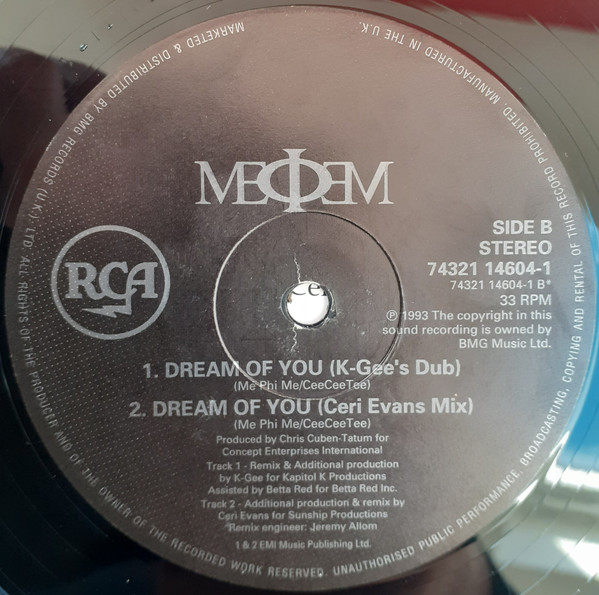 MARKETED & DISTRIBUTED BY BMG RECORDS (U.K.) LTD. ALL RIGHTS OF THE PRODUCER AND OF THE OWNER OF THE RECORDED WORK RESERVED. UNAUTHORISED PUBLIC PERFORMANCE, BROADCASTING, COPYING AND RENTAL OF THIS RECORD PROHIBITED. MANUFACTURED IN THE U.K.
MEΦEM
RCA
SIDE B
STEREO
74321 14604-1
74321 14604-1 B*
33 RPM
℗ 1993 The copyright in this
sound recording is owned by
BMG Music Ltd.
1. DREAM OF YOU (K-Gee's Dub)
(Me Phi Me/CeeCeeTee)
2. DREAM OF YOU (Ceri Evans Mix)
(Me Phi Me/CeeCeeTee)
Produced by Chris Cuben-Tatum for
Concept Enterprises International
Track 1 - Remix & Additional production
by K-Gee for Kapitol K Productions
Assisted by Betta Red for Betta Red Inc.
Track 2 - Additional production & remix by
Ceri Evans for Sunship Productions
Remix engineer: Jeremy Allom
1 & 2 EMI Music Publishing Ltd.